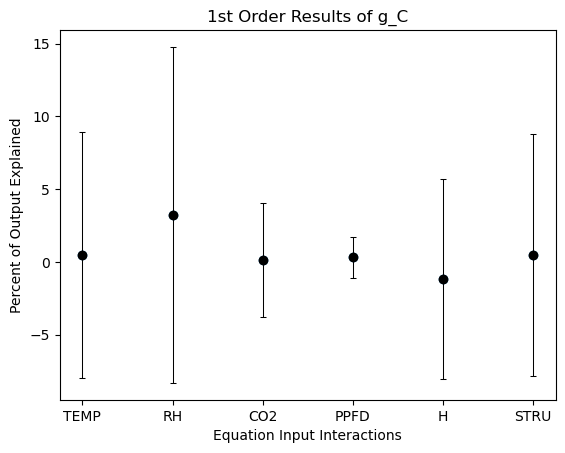 1st Order Results of g_C
Percent of Output Explained
15
10
5
0
−5
TEMP RH CO2 PPFD H STRU
Equation Input Interactions